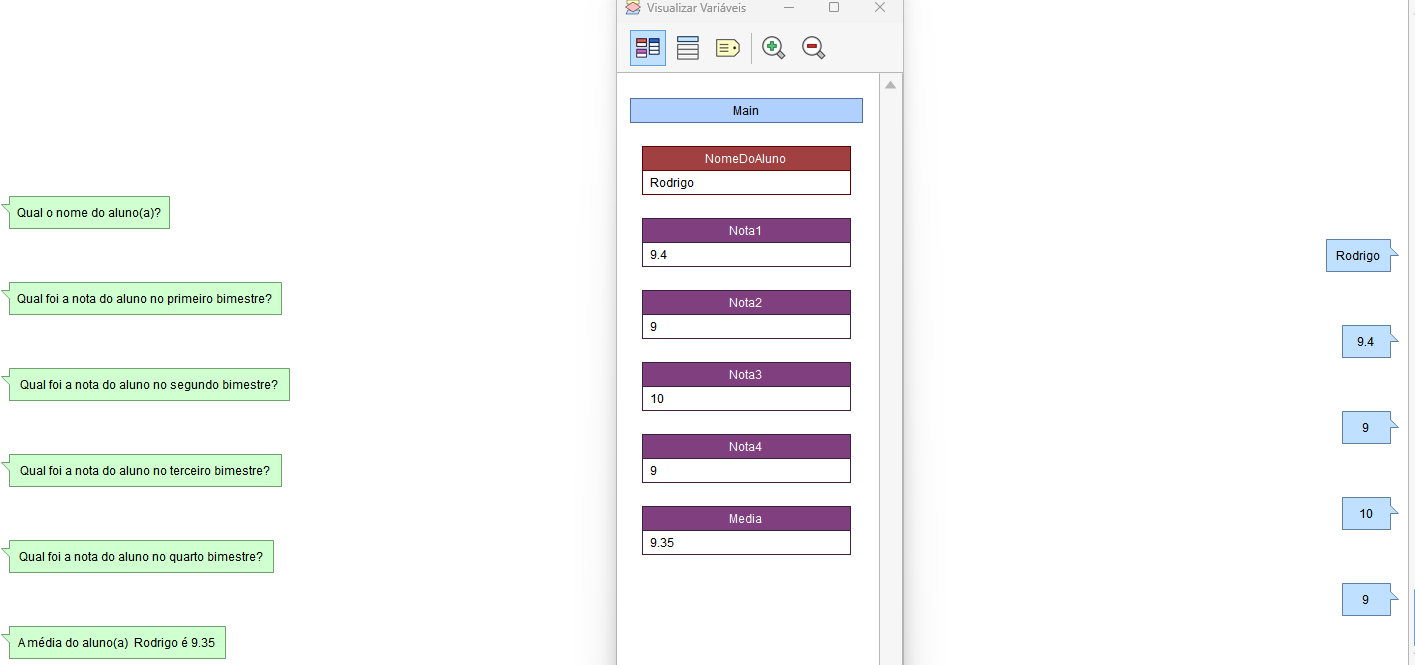 Visualizar Variáveis
Main
NomeDoAluno
Rodrigo
Nota1
9.4
Nota2
9
Nota3
10
Nota4
9
Media
9.35
Qual o nome do aluno(a)?
Rodrigo
Qual foi a nota do aluno no primeiro bimestre?
9.4
Qual foi a nota do aluno no segundo bimestre?
9
Qual foi a nota do aluno no terceiro bimestre?
10
Qual foi a nota do aluno no quarto bimestre?
9
A média do aluno(a) Rodrigo é 9.35